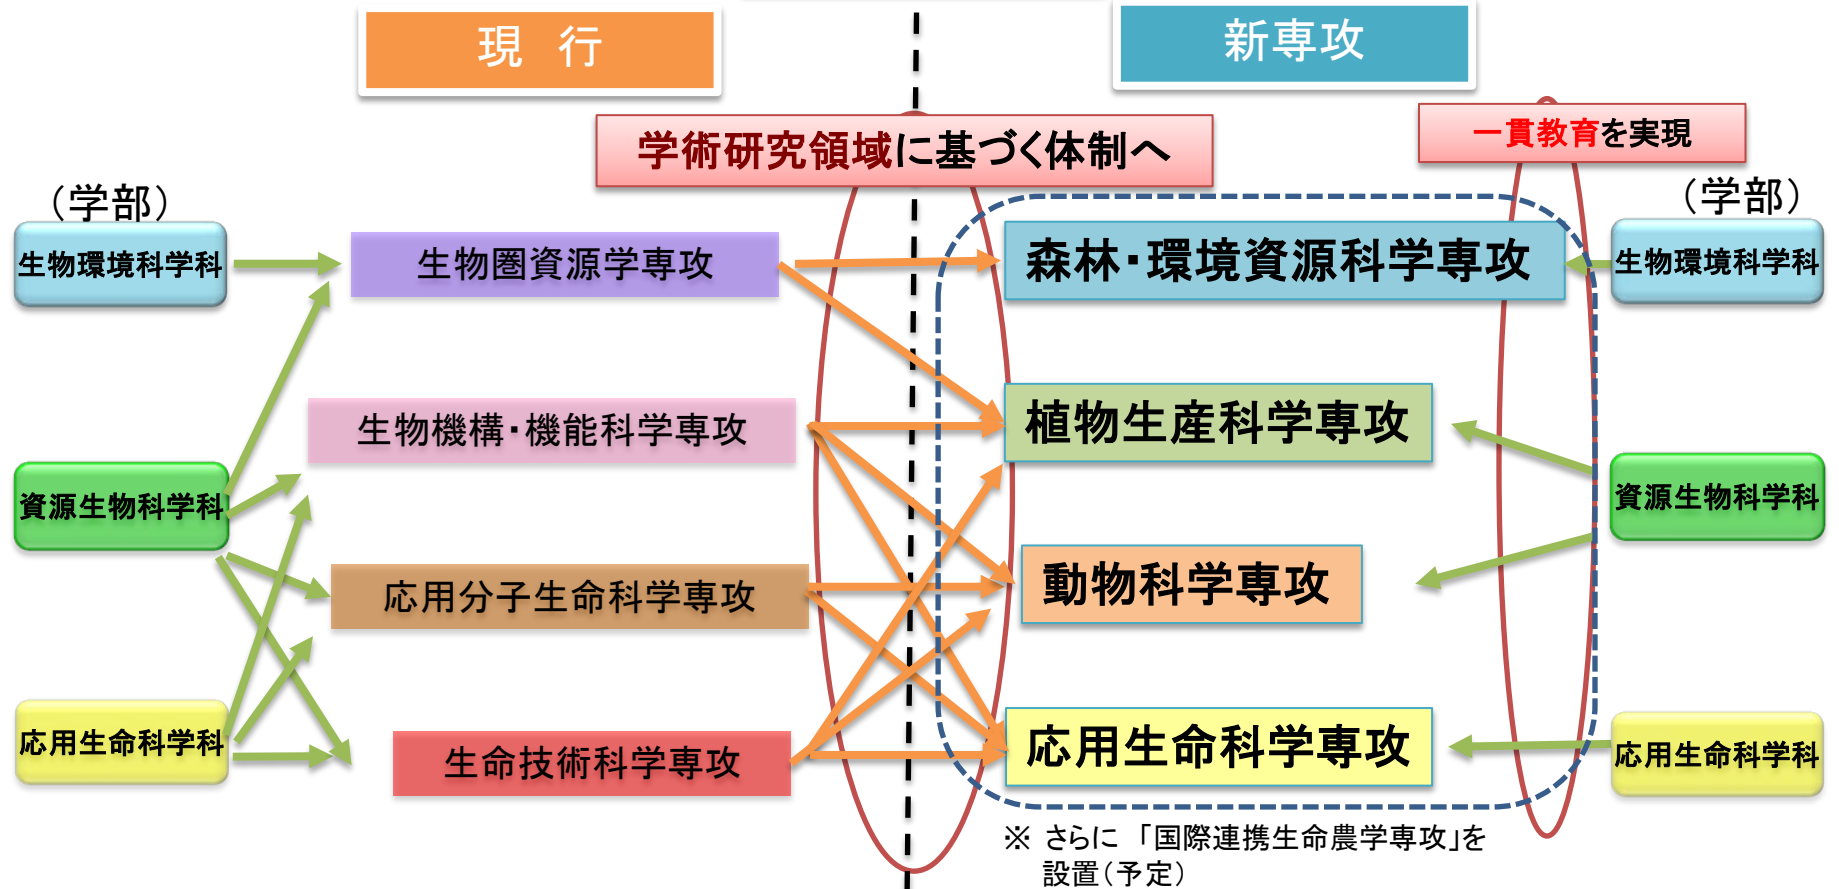 現 行
新専攻
学術研究領域に基づく体制へ
一貫教育を実現
（学部）
（学部）
生物環境科学科
生物圏資源学専攻
森林・環境資源科学専攻
生物環境科学科
生物機構・機能科学専攻
植物生産科学専攻
資源生物科学科
資源生物科学科
応用分子生命科学専攻
動物科学専攻
応用生命科学科
生命技術科学専攻
応用生命科学専攻
応用生命科学科
※ さらに 「国際連携生命農学専攻」を
設置（予定）